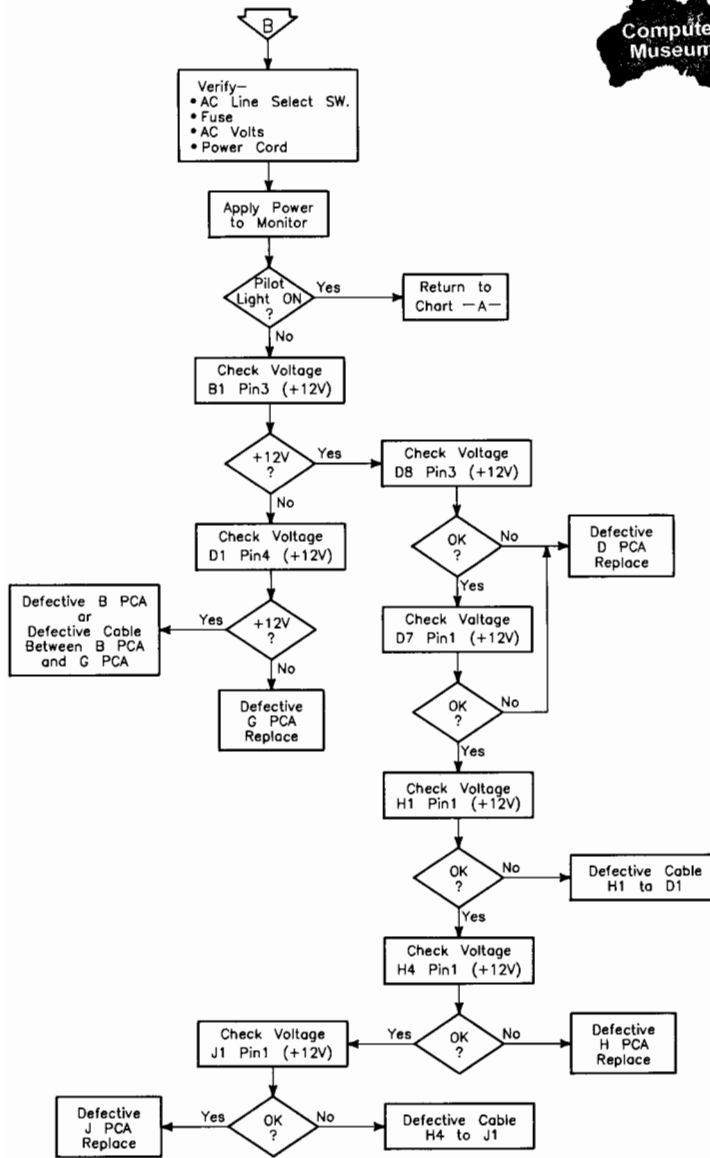 B
Compute
Museum
Verify—
• AC Line Select SW.
• Fuse
• AC Volts
• Power Cord
Apply Power
to Monitor
Pilot
Light ON
?
Yes
Return to
Chart —A—
No
Check Voltage
B1 Pin3 (+12V)
+12V
?
Yes
Check Voltage
D8 Pin3 (+12V)
No
Check Voltage
D1 Pin4 (+12V)
OK
?
No
Defective
D PCA
Replace
Yes
Defective B PCA
or
Defective Cable
Between B PCA
and G PCA
Yes
+12V
?
Check Valtage
D7 Pin1 (+12V)
No
Defective
G PCA
Replace
OK
?
No
Yes
Check Voltage
H1 Pin1 (+12V)
OK
?
No
Defective Cable
H1 ta D1
Yes
Check Voltage
H4 Pin1 (+12V)
Check Voltage
J1 Pin1 (+12V)
Yes
OK
?
No
Defective
H PCA
Replace
Defective
J PCA
Replace
Yes
OK
?
No
Defective Cable
H4 to J1